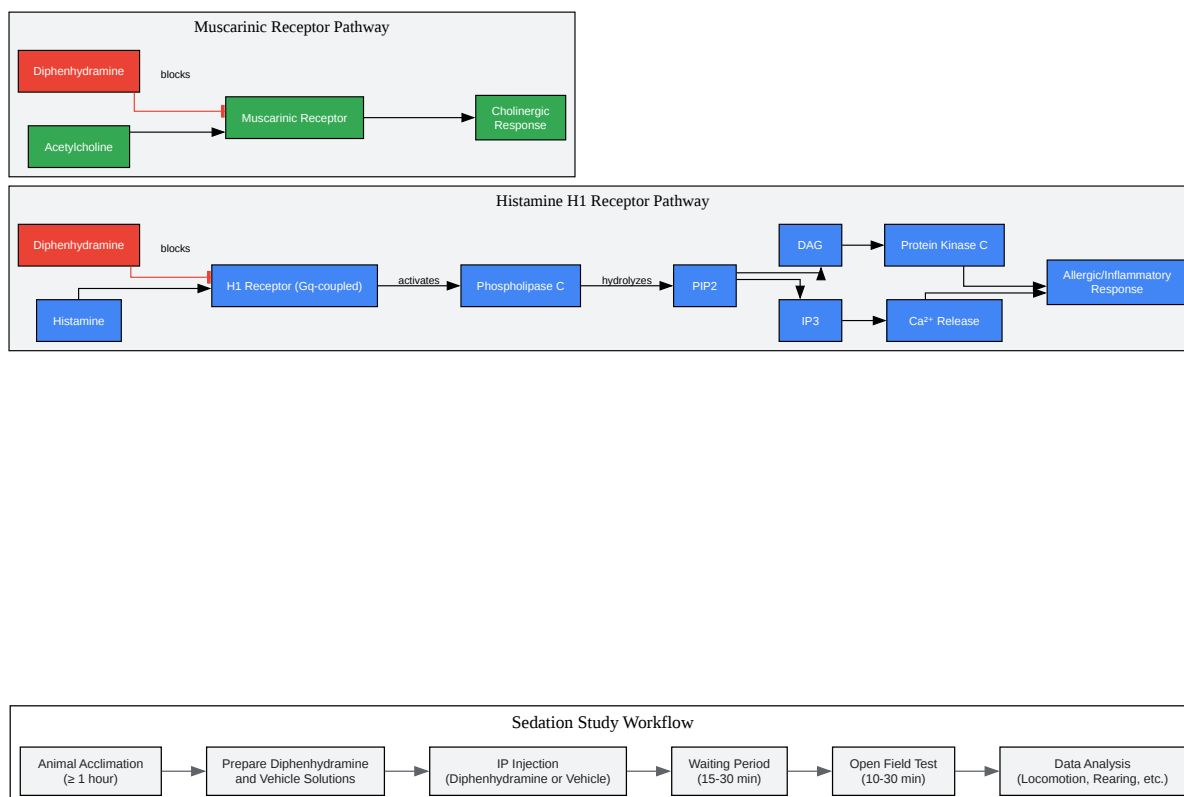 Muscarinic Receptor Pathway
Diphenhydramine
blocks
Muscarinic Receptor
Cholinergic
Response
Acetylcholine
Histamine H1 Receptor Pathway
Diphenhydramine
blocks
DAG
Protein Kinase C
H1 Receptor (Gq-coupled)
activates
Phospholipase C
hydrolyzes
PIP2
Allergic/Inflammatory
Response
Histamine
IP3
Ca²⁺ Release
Sedation Study Workflow
Animal Acclimation
(≥ 1 hour)
Prepare Diphenhydramine
and Vehicle Solutions
IP Injection
(Diphenhydramine or Vehicle)
Waiting Period
(15-30 min)
Open Field Test
(10-30 min)
Data Analysis
(Locomotion, Rearing, etc.)